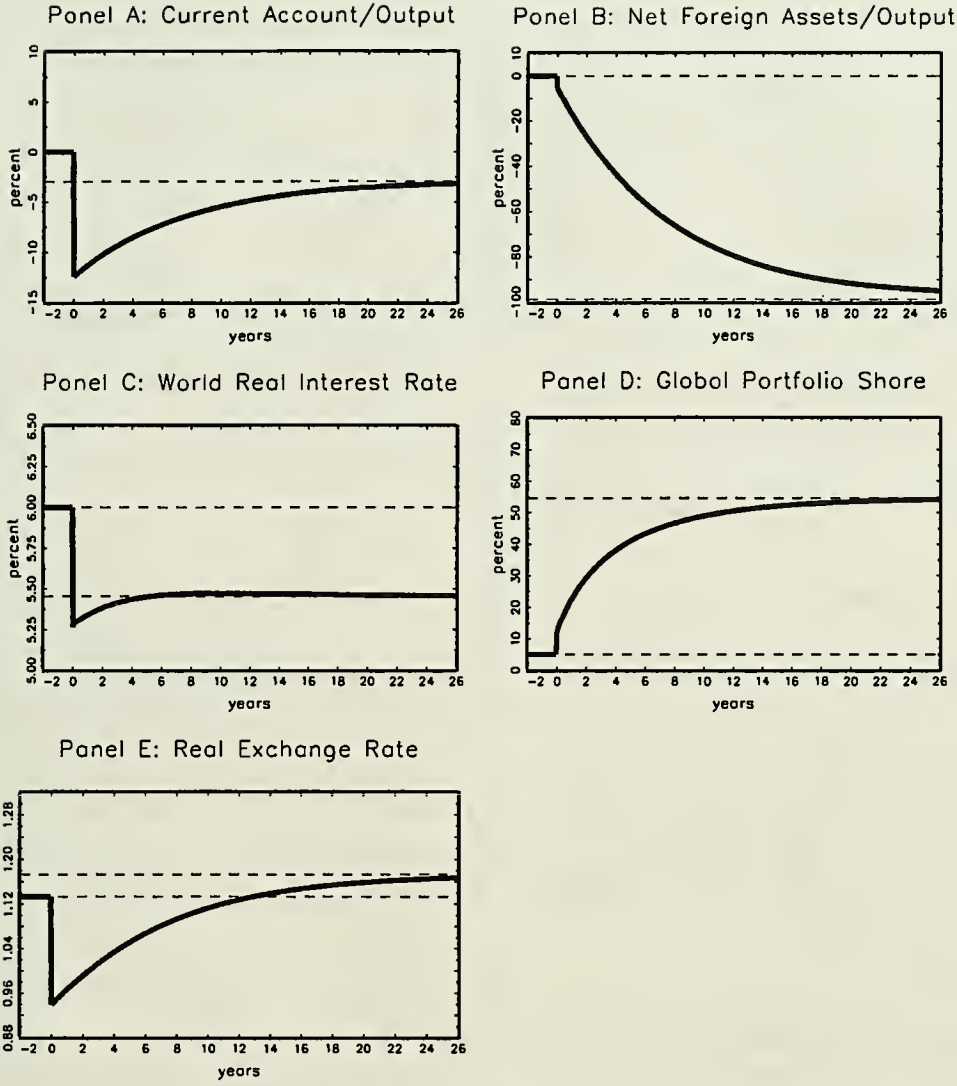 Panel A: Current Account/Output
10
5
0
-5
-10
-15
percent
-2 0 2 4 6 8 10 12 14 16 18 20 22 24 26
years
Panel B: Net Foreign Assets/Output
10
0
-20
-40
-60
-80
-100
percent
-2 0 2 4 6 8 10 12 14 16 18 20 22 24 26
years
Panel C: World Real Interest Rate
6.50
6.25
6.00
5.75
5.50
5.25
5.00
percent
-2 0 2 4 6 8 10 12 14 16 18 20 22 24 26
years
Panel D: Global Portfolio Share
80
70
60
50
40
30
20
10
0
percent
-2 0 2 4 6 8 10 12 14 16 18 20 22 24 26
years
Panel E: Real Exchange Rate
1.28
1.20
1.12
1.04
0.96
0.88
-2 0 2 4 6 8 10 12 14 16 18 20 22 24 26
years